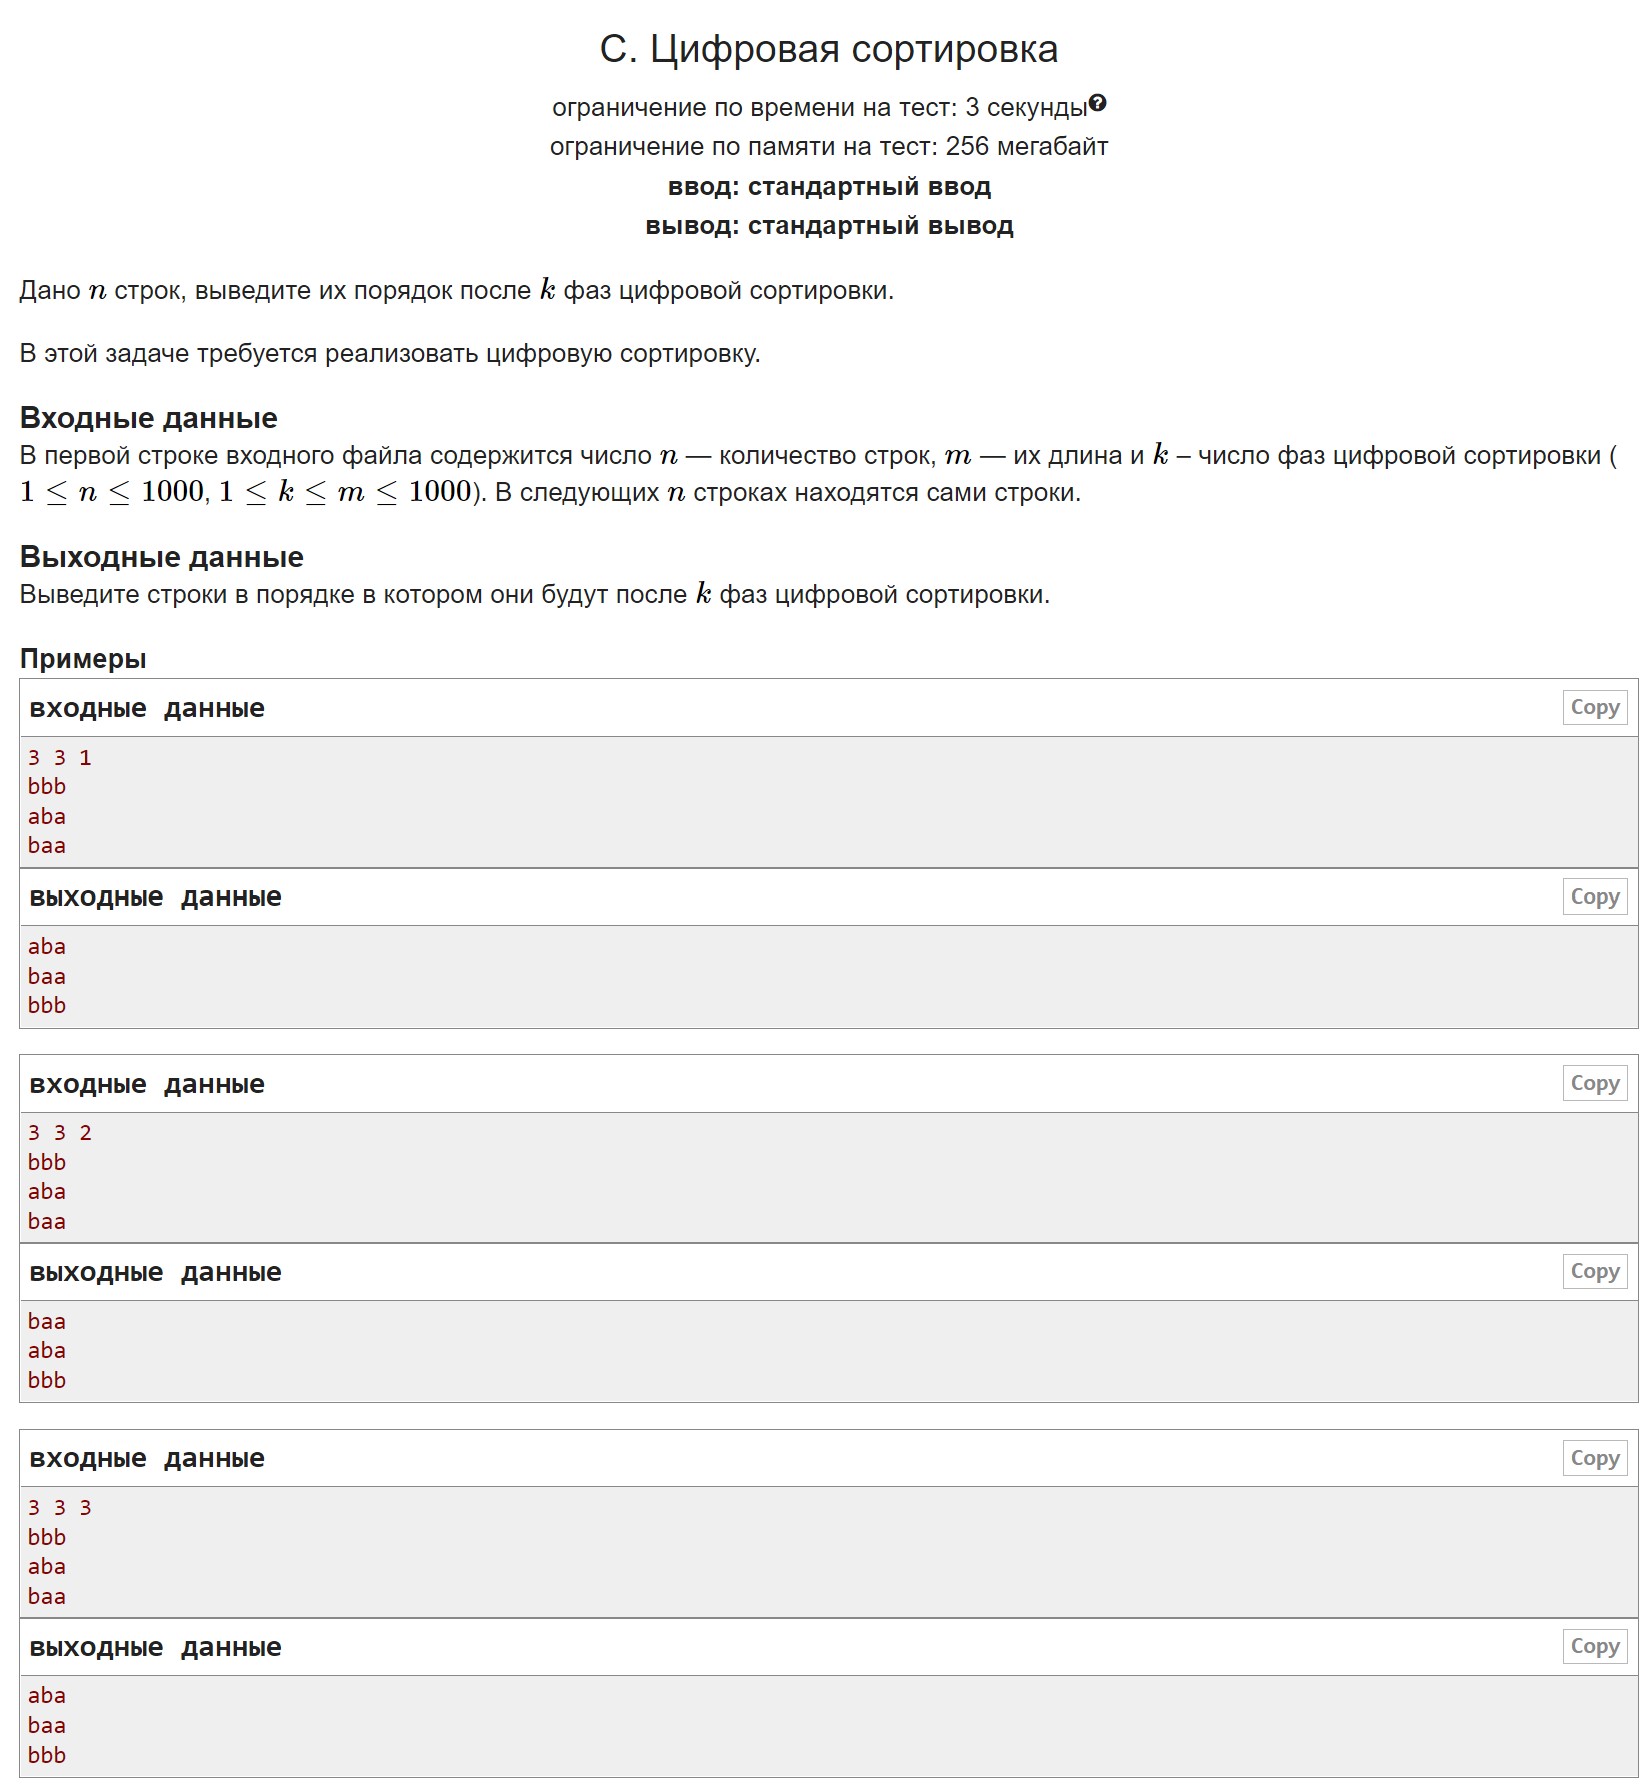 C. Цифровая сортировка
ограничение по времени на тест: 3 секунды?
ограничение по памяти на тест: 256 мегабайт
ввод: стандартный ввод
вывод: стандартный вывод
Дано n строк, выведите их порядок после k фаз цифровой сортировки.
В этой задаче требуется реализовать цифровую сортировку.
Входные данные
В первой строке входного файла содержится число n — количество строк, m — их длина и k – число фаз цифровой сортировки (
1 ≤ n ≤ 1000, 1 ≤ k ≤ m ≤ 1000). В следующих n строках находятся сами строки.
Выходные данные
Выведите строки в порядке в котором они будут после k фаз цифровой сортировки.
Примеры
входные данные Copy
3 3 1
bbb
aba
baa
выходные данные Copy
aba
baa
bbb
входные данные Copy
3 3 2
bbb
aba
baa
выходные данные Copy
baa
aba
bbb
входные данные Copy
3 3 3
bbb
aba
baa
выходные данные Copy
aba
baa
bbb